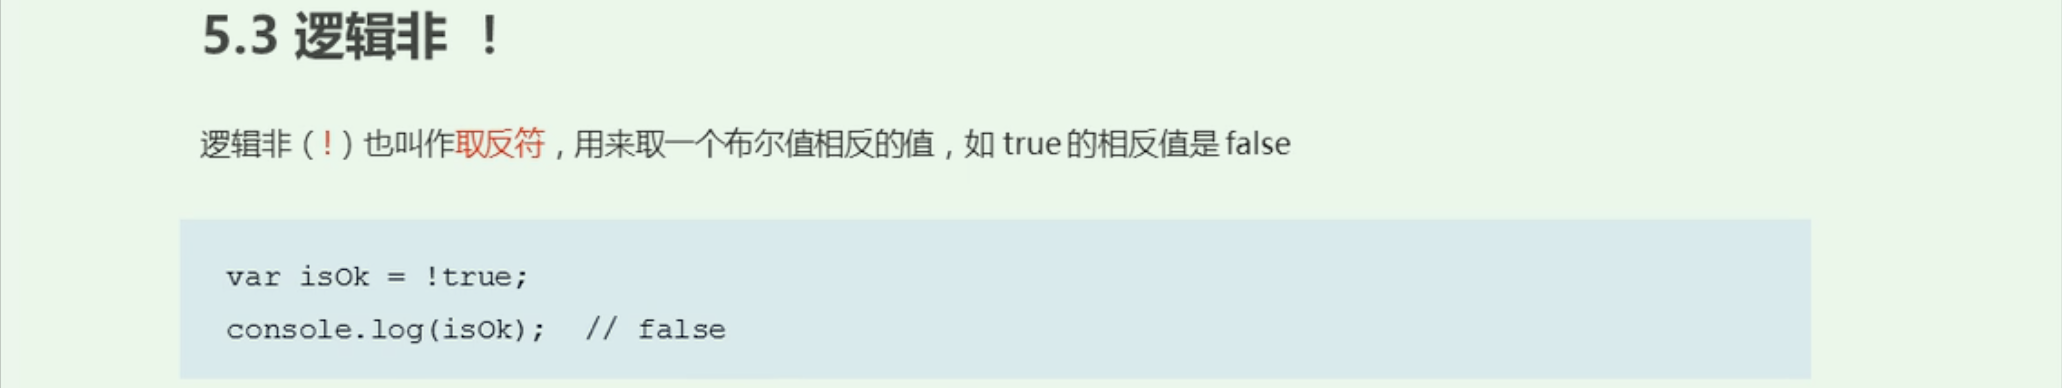 5.3 逻辑非 ！
逻辑非（!）也叫作取反符，用来取一个布尔值相反的值，如 true 的相反值是 false
var isOk = !true;
console.log(isOk);  // false